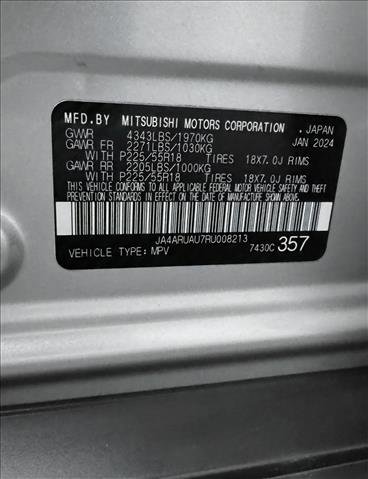 MFD.BY MITSUBISHI MOTORS CORPORATION . JAPAN
GVWR 4343LBS/1970KG JAN 2024
GAWR FR 2271LBS/1030KG
WITH P225/55R18 TIRES 18X7.0J RIMS
GAWR RR 2205LBS/1000KG
WITH P225/55R18 TIRES 18X7.0J RIMS
THIS VEHICLE CONFORMS TO ALL APPLICABLE
FEDERAL MOTOR VEHICLE SAFETY AND THEFT
PREVENTION STANDARDS IN EFFECT ON THE DATE
OF MANUFACTURE SHOWN ABOVE.
JA4ARUAU7RU008213
VEHICLE TYPE: MPV 7430C 357